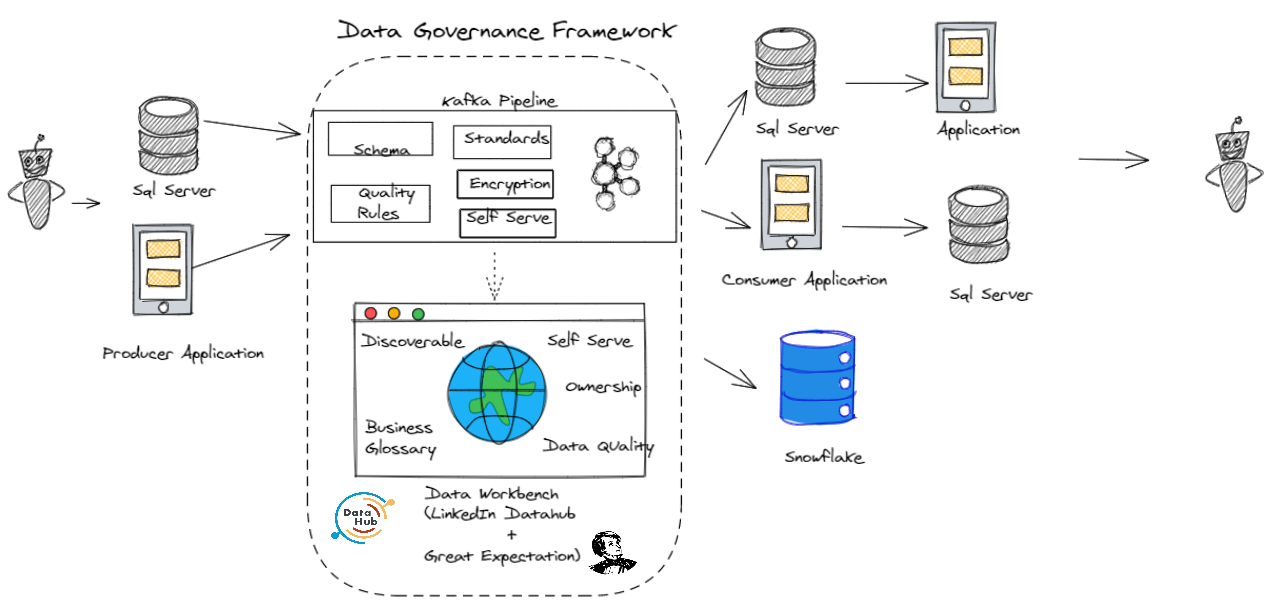 Data Governance Framework
Kafka Pipeline
Schema
Standards
Quality
Rules
Encryption
Self Serve
Sql Server
Producer Application
Discoverable
Self Serve
Ownership
Business
Glossary
Data Quality
Data
Hub
Data Workbench
(LinkedIn Datahub
+
Great Expectation)
Sql Server
Application
Consumer Application
Sql Server
Snowflake